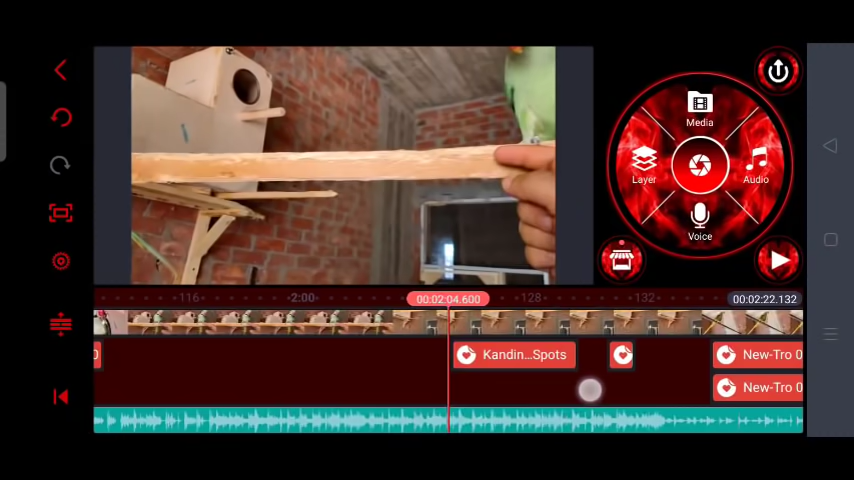 Media
Layer
Audio
Voice
116
2:00
00:02:04.600
128
132
00:02:22.132
0
Kandin...Spots
New-Tro 0
New-Tro 0